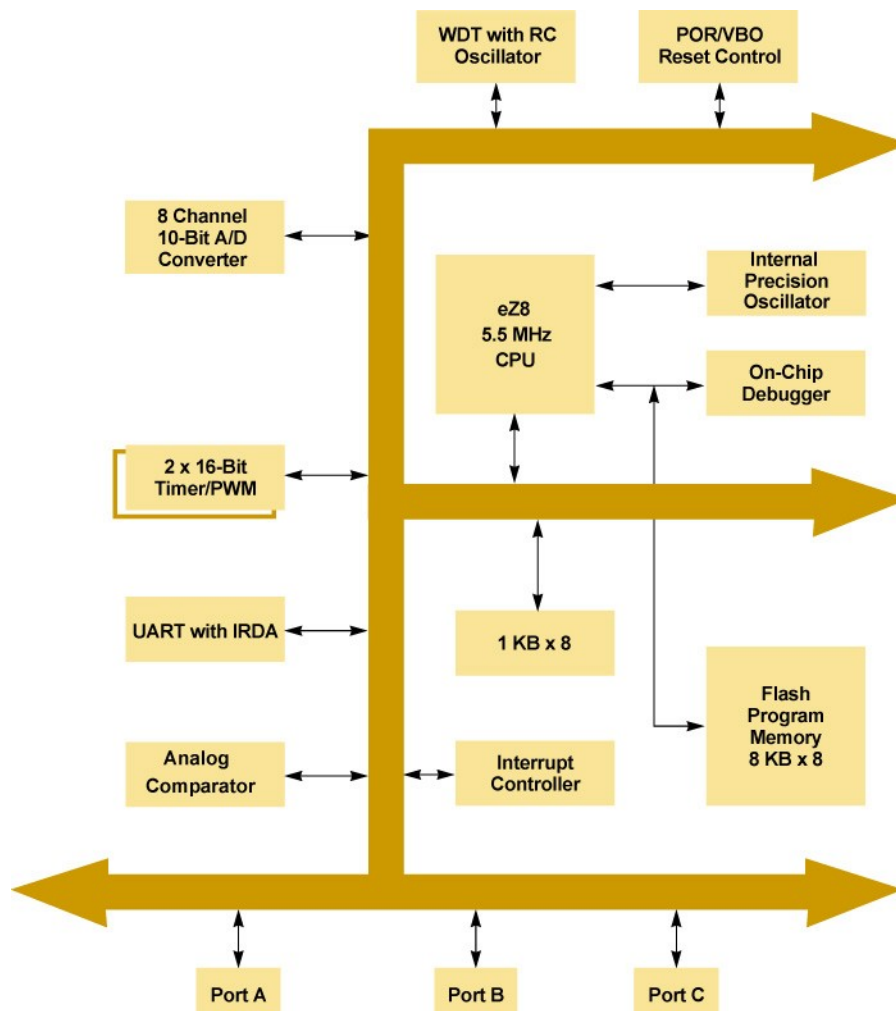 WDT with RC
Oscillator
POR/VBO
Reset Control
8 Channel
10-Bit A/D
Converter
eZ8
5.5 MHz
CPU
Internal
Precision
Oscillator
On-Chip
Debugger
2 x 16-Bit
Timer/PWM
UART with IRDA
1 KB x 8
Flash
Program
Memory
8 KB x 8
Analog
Comparator
Interrupt
Controller
Port A
Port B
Port C